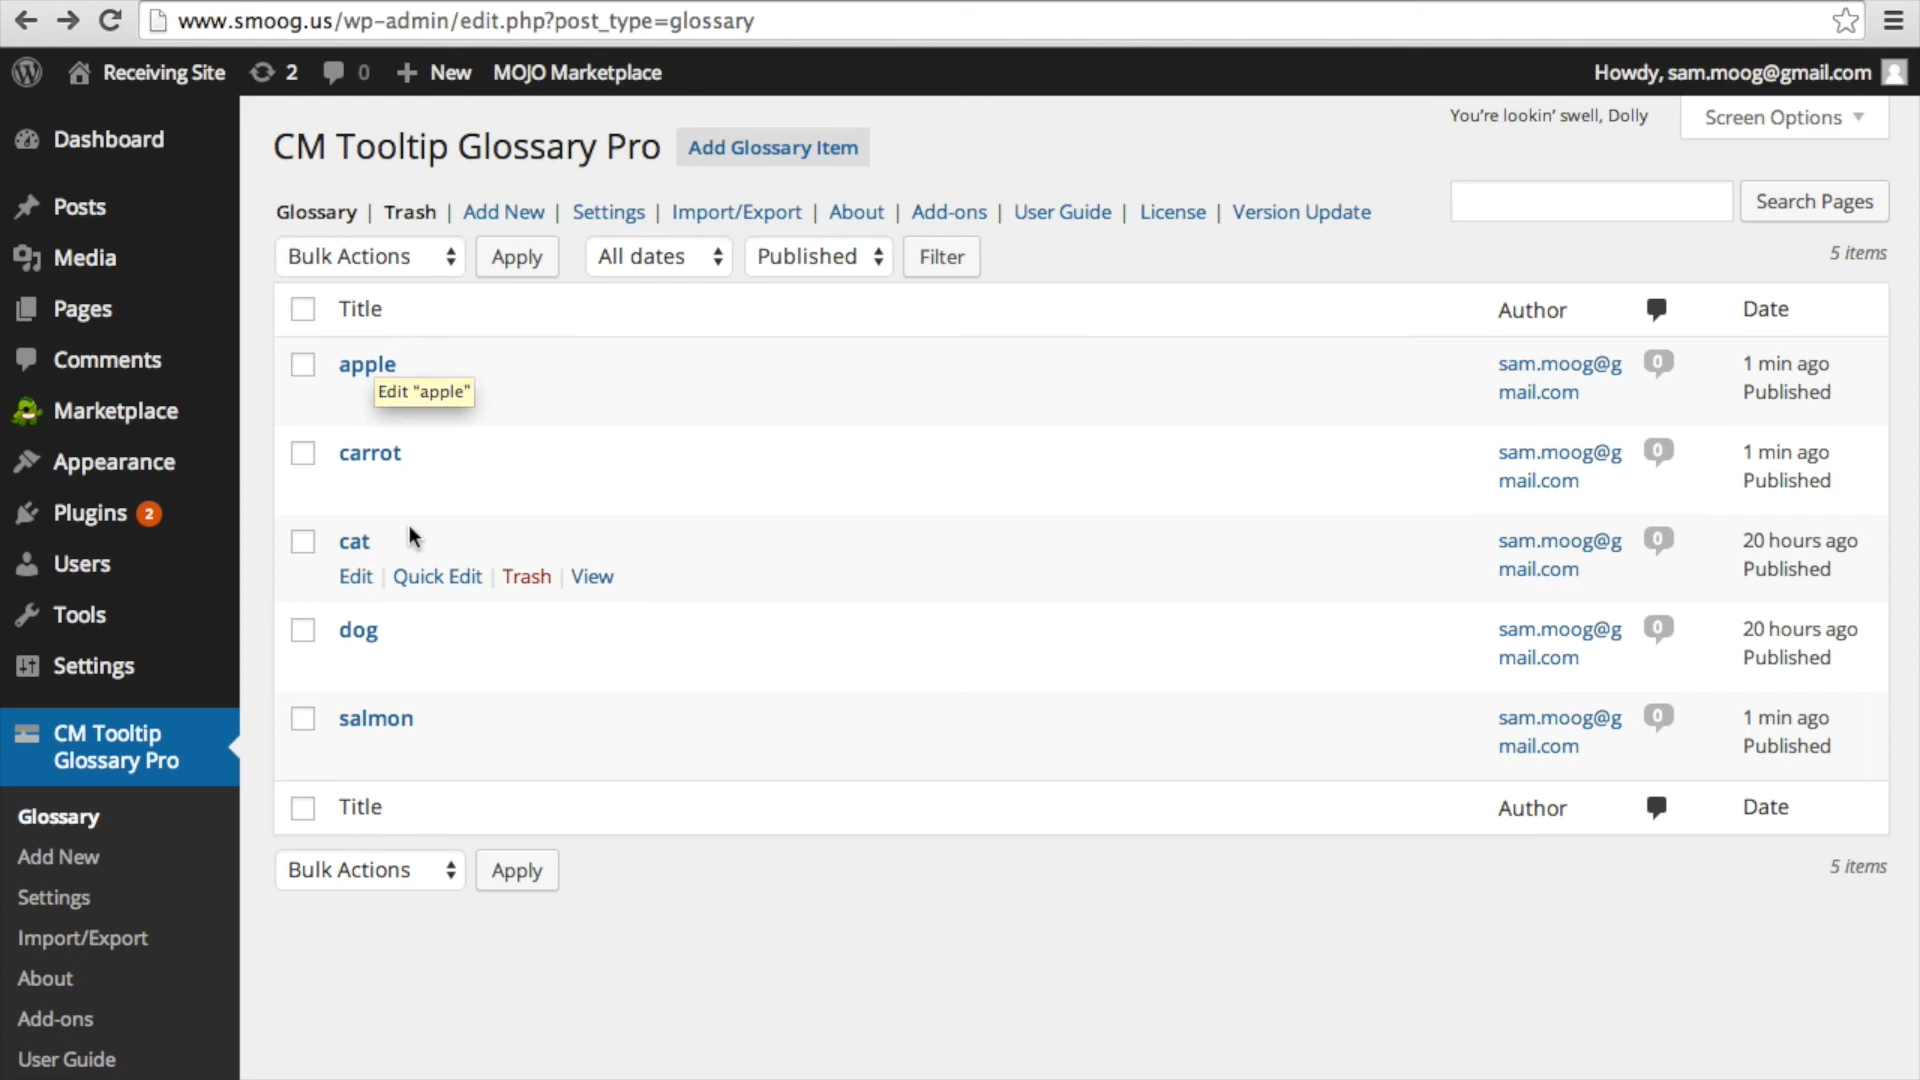 www.smoog.us/wp-admin/edit.php?post_type=glossary
Receiving Site 2 0 New MOJO Marketplace Howdy, sam.moog@gmail.com
You're lookin' swell, Dolly Screen Options
Dashboard
Posts
Media
Pages
Comments
Marketplace
Appearance
Plugins 2
Users
Tools
Settings
CM Tooltip
Glossary Pro
Glossary
Add New
Settings
Import/Export
About
Add-ons
User Guide
CM Tooltip Glossary Pro Add Glossary Item
Glossary | Trash | Add New | Settings | Import/Export | About | Add-ons | User Guide | License | Version Update
Search Pages
Bulk Actions Apply All dates Published Filter 5 items
Title Author Date
apple sam.moog@g 0 1 min ago
Edit "apple" mail.com Published
carrot sam.moog@g 0 1 min ago
mail.com Published
cat sam.moog@g 0 20 hours ago
Edit | Quick Edit | Trash | View mail.com Published
dog sam.moog@g 0 20 hours ago
mail.com Published
salmon sam.moog@g 0 1 min ago
mail.com Published
Title Author Date
Bulk Actions Apply 5 items